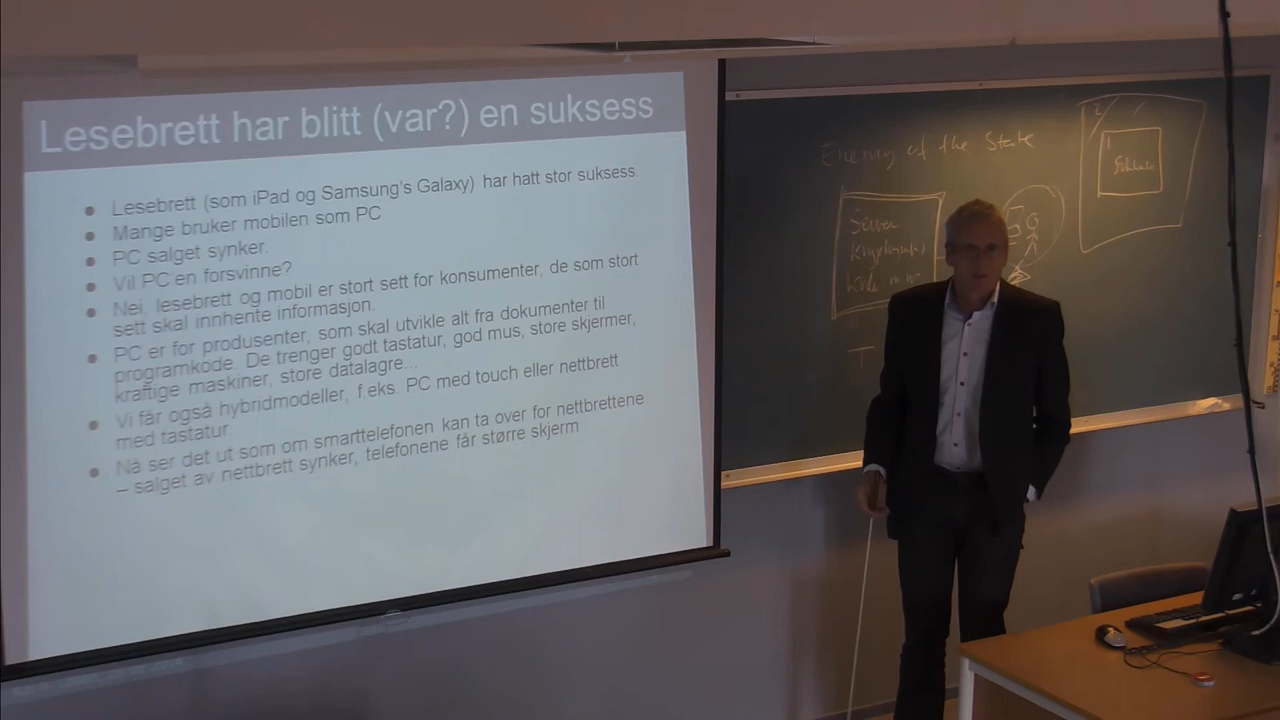 Lesebrett har blitt (var?) en suksess
Lesebrett (som iPad og Samsung's Galaxy) har hatt stor suksess.
Mange bruker mobilen som PC
PC salget synker.
Vil PC'en forsvinne?
Nei, lesebrett og mobil er stort sett for konsumenter, de som stort
sett skal innhente informasjon.
PC er for produsenter, som skal utvikle alt fra dokumenter til
programkode. De trenger godt tastatur, god mus, store skjermer,
kraftige maskiner, store datalagre...
Vi får også hybridmodeller, f.eks. PC med touch eller nettbrett
med tastatur.
Nå ser det ut som om smarttelefonen kan ta over for nettbrettene
– salget av nettbrett synker, telefonene får større skjerm
Enemy of the State
Server